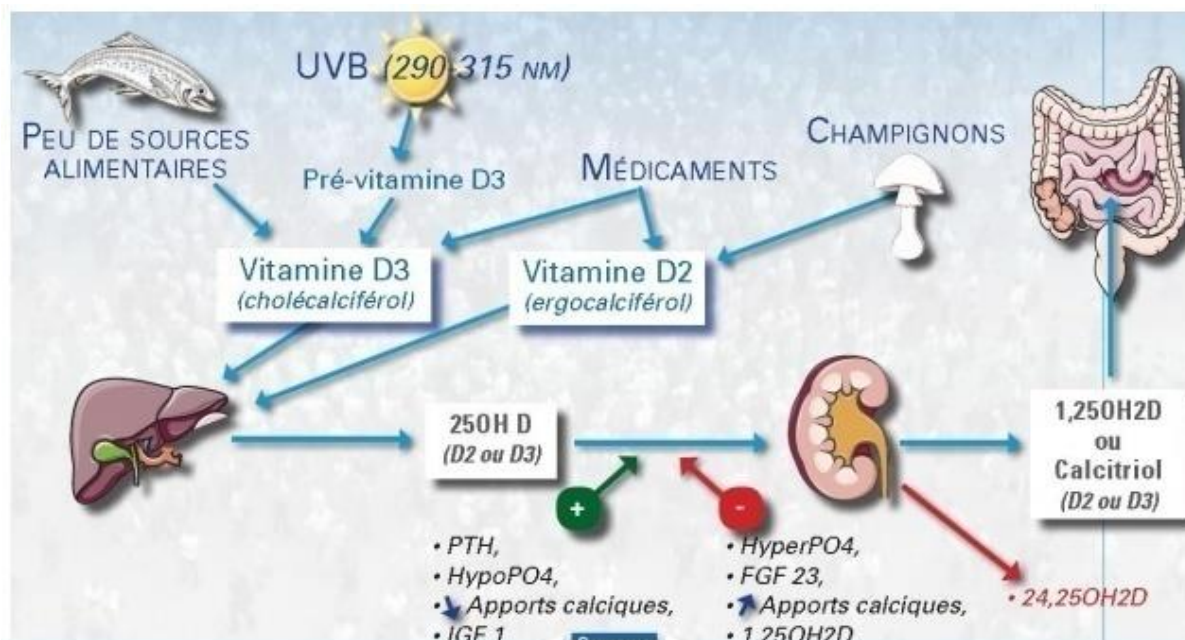 UVB (290-315 NM)
PEU DE SOURCES
ALIMENTAIRES
Pré-vitamine D3
MÉDICAMENTS
CHAMPIGNONS
Vitamine D3
(cholécalciférol)
Vitamine D2
(ergocalciférol)
25OH D
(D2 ou D3)
1,25OH2D
ou
Calcitriol
(D2 ou D3)
+
-
• PTH,
• HypoPO4,
• Apports calciques,
• IGF 1
• HyperPO4,
• FGF 23,
• Apports calciques,
• 1,25OH2D
• 24,25OH2D